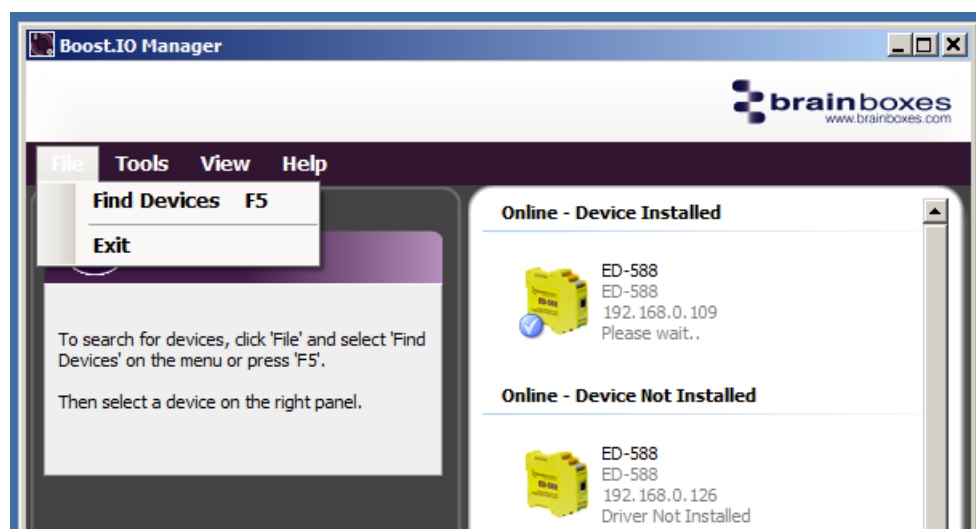 Boost.IO Manager
brainboxes
www.brainboxes.com
File Tools View Help
Find Devices F5
Exit
To search for devices, click 'File' and select 'Find
Devices' on the menu or press 'F5'.
Then select a device on the right panel.
Online - Device Installed
ED-588
ED-588
192.168.0.109
Please wait..
Online - Device Not Installed
ED-588
ED-588
192.168.0.126
Driver Not Installed